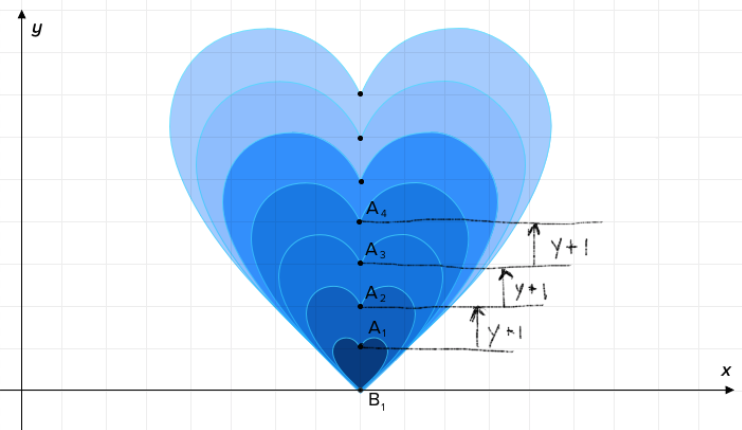 y
A₄
y+1
A₃
y+1
A₂
y+1
A₁
x
B₁